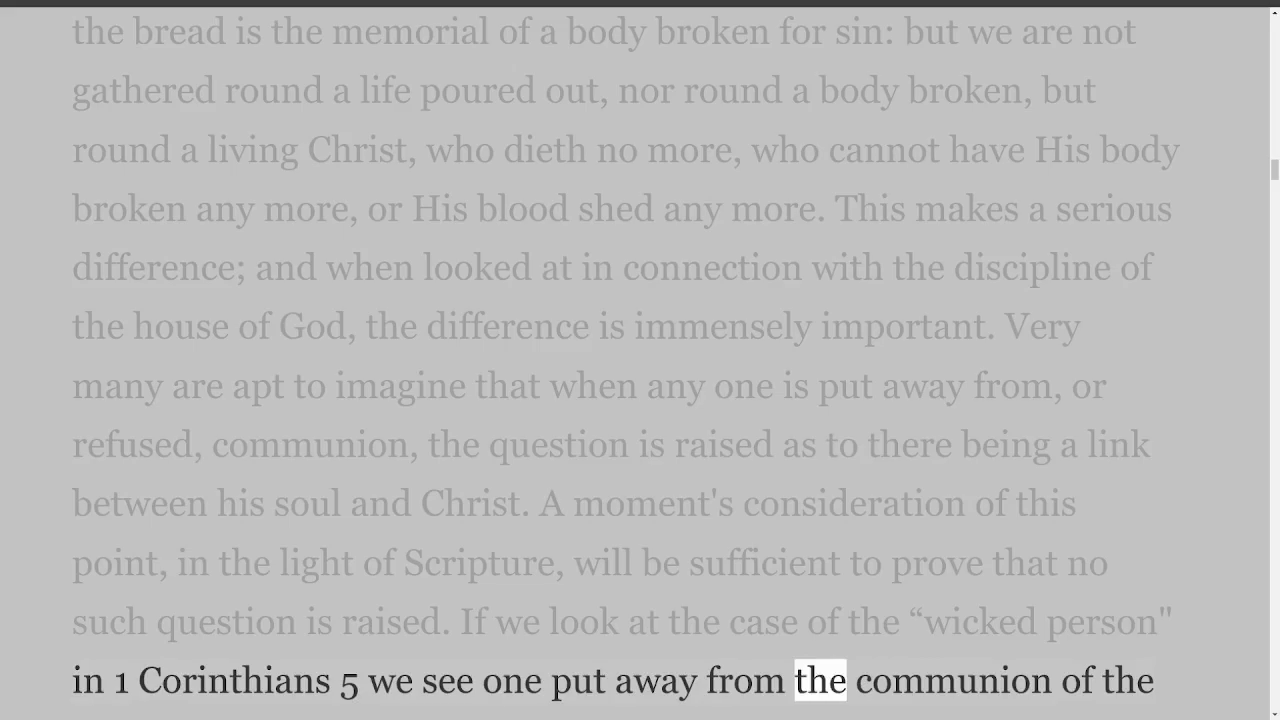 the bread is the memorial of a body broken for sin: but we are not
gathered round a life poured out, nor round a body broken, but
round a living Christ, who dieth no more, who cannot have His body
broken any more, or His blood shed any more. This makes a serious
difference; and when looked at in connection with the discipline of
the house of God, the difference is immensely important. Very
many are apt to imagine that when any one is put away from, or
refused, communion, the question is raised as to there being a link
between his soul and Christ. A moment's consideration of this
point, in the light of Scripture, will be sufficient to prove that no
such question is raised. If we look at the case of the “wicked person"
in 1 Corinthians 5 we see one put away from the communion of the